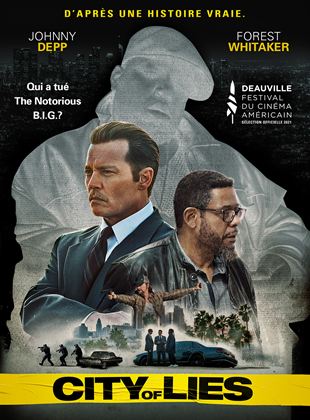 D'APRÈS UNE HISTOIRE VRAIE.
JOHNNY DEPP
FOREST WHITAKER
Qui a tué
The Notorious
B.I.G.?
DEAUVILLE
FESTIVAL
DU CINÉMA
AMÉRICAIN
SÉLECTION OFFICIELLE 2021
CITY OF LIES